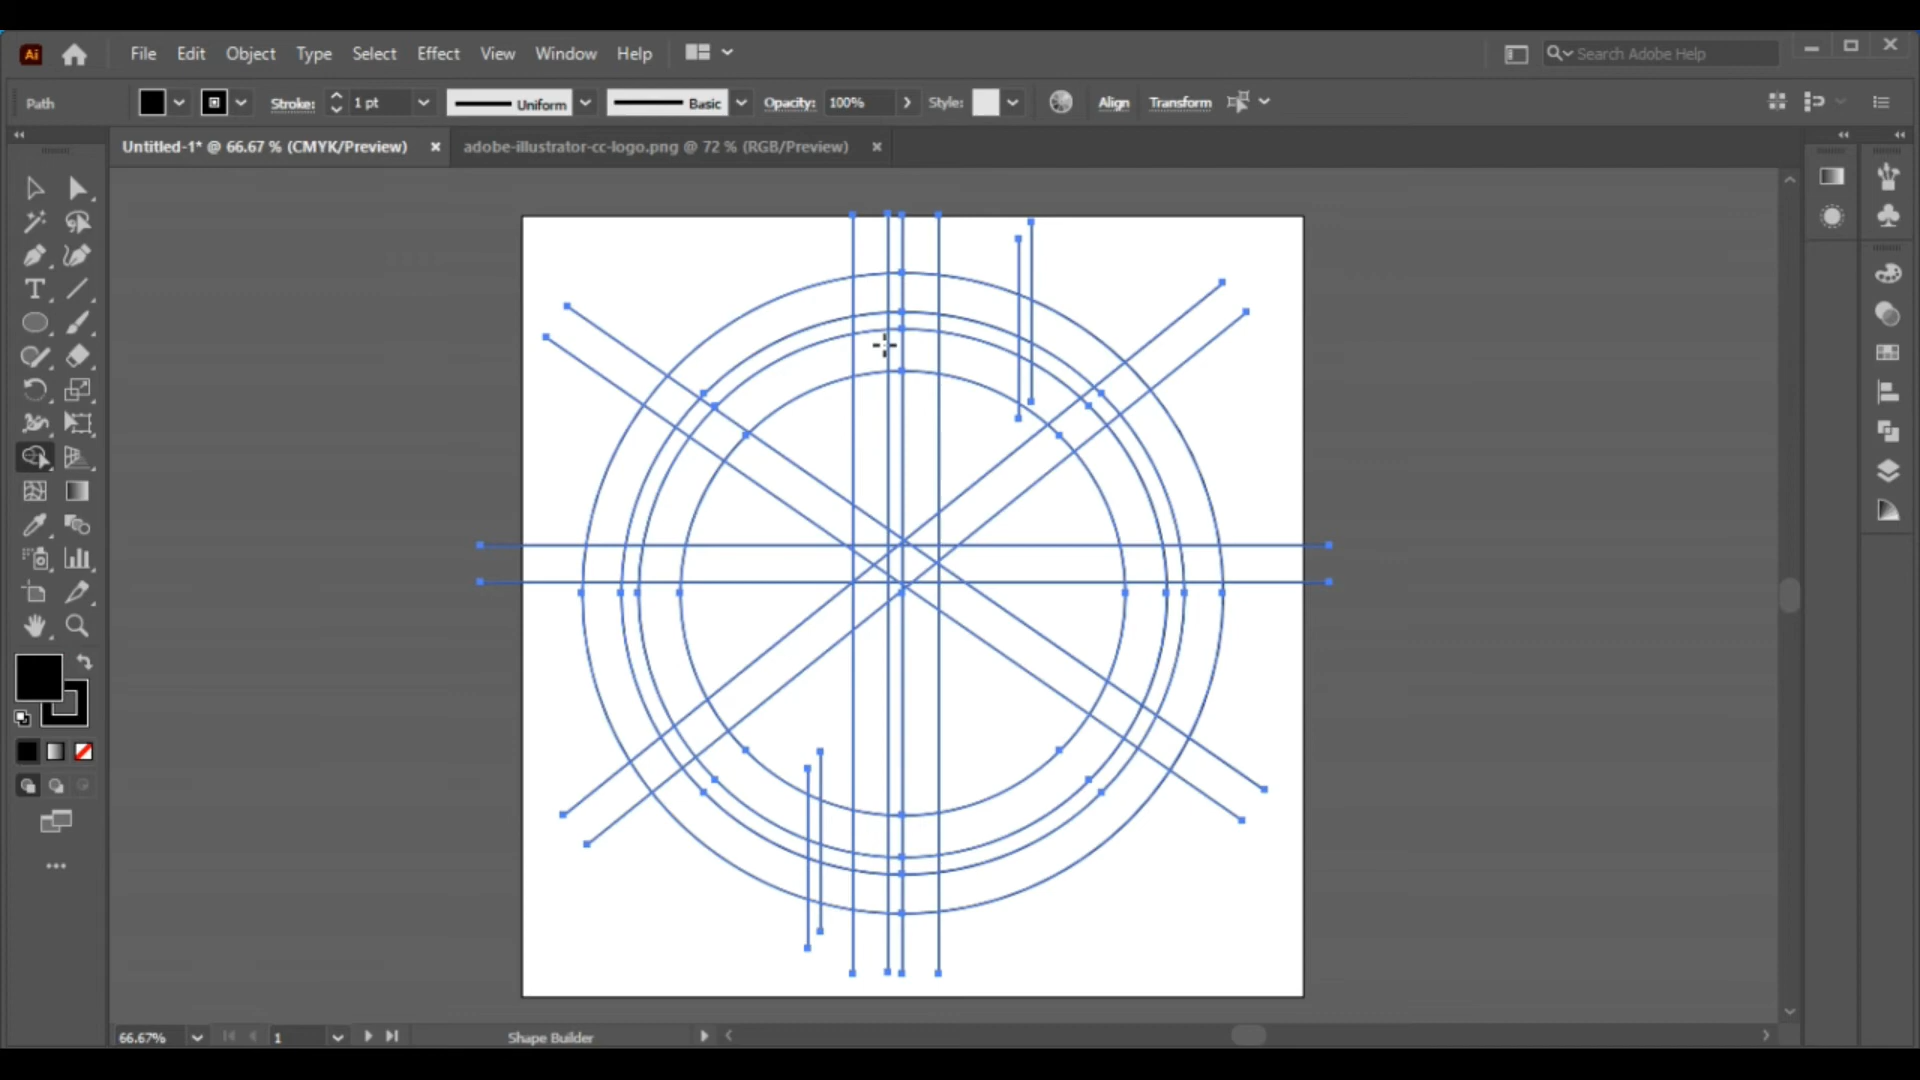 Ai File Edit Object Type Select Effect View Window Help Search Adobe Help
Path Stroke: 1 pt Uniform Basic Opacity: 100% Style: Align Transform
Untitled-1* @ 66.67 % (CMYK/Preview) adobe-illustrator-cc-logo.png @ 72 % (RGB/Preview)
66.67% 1 Shape Builder